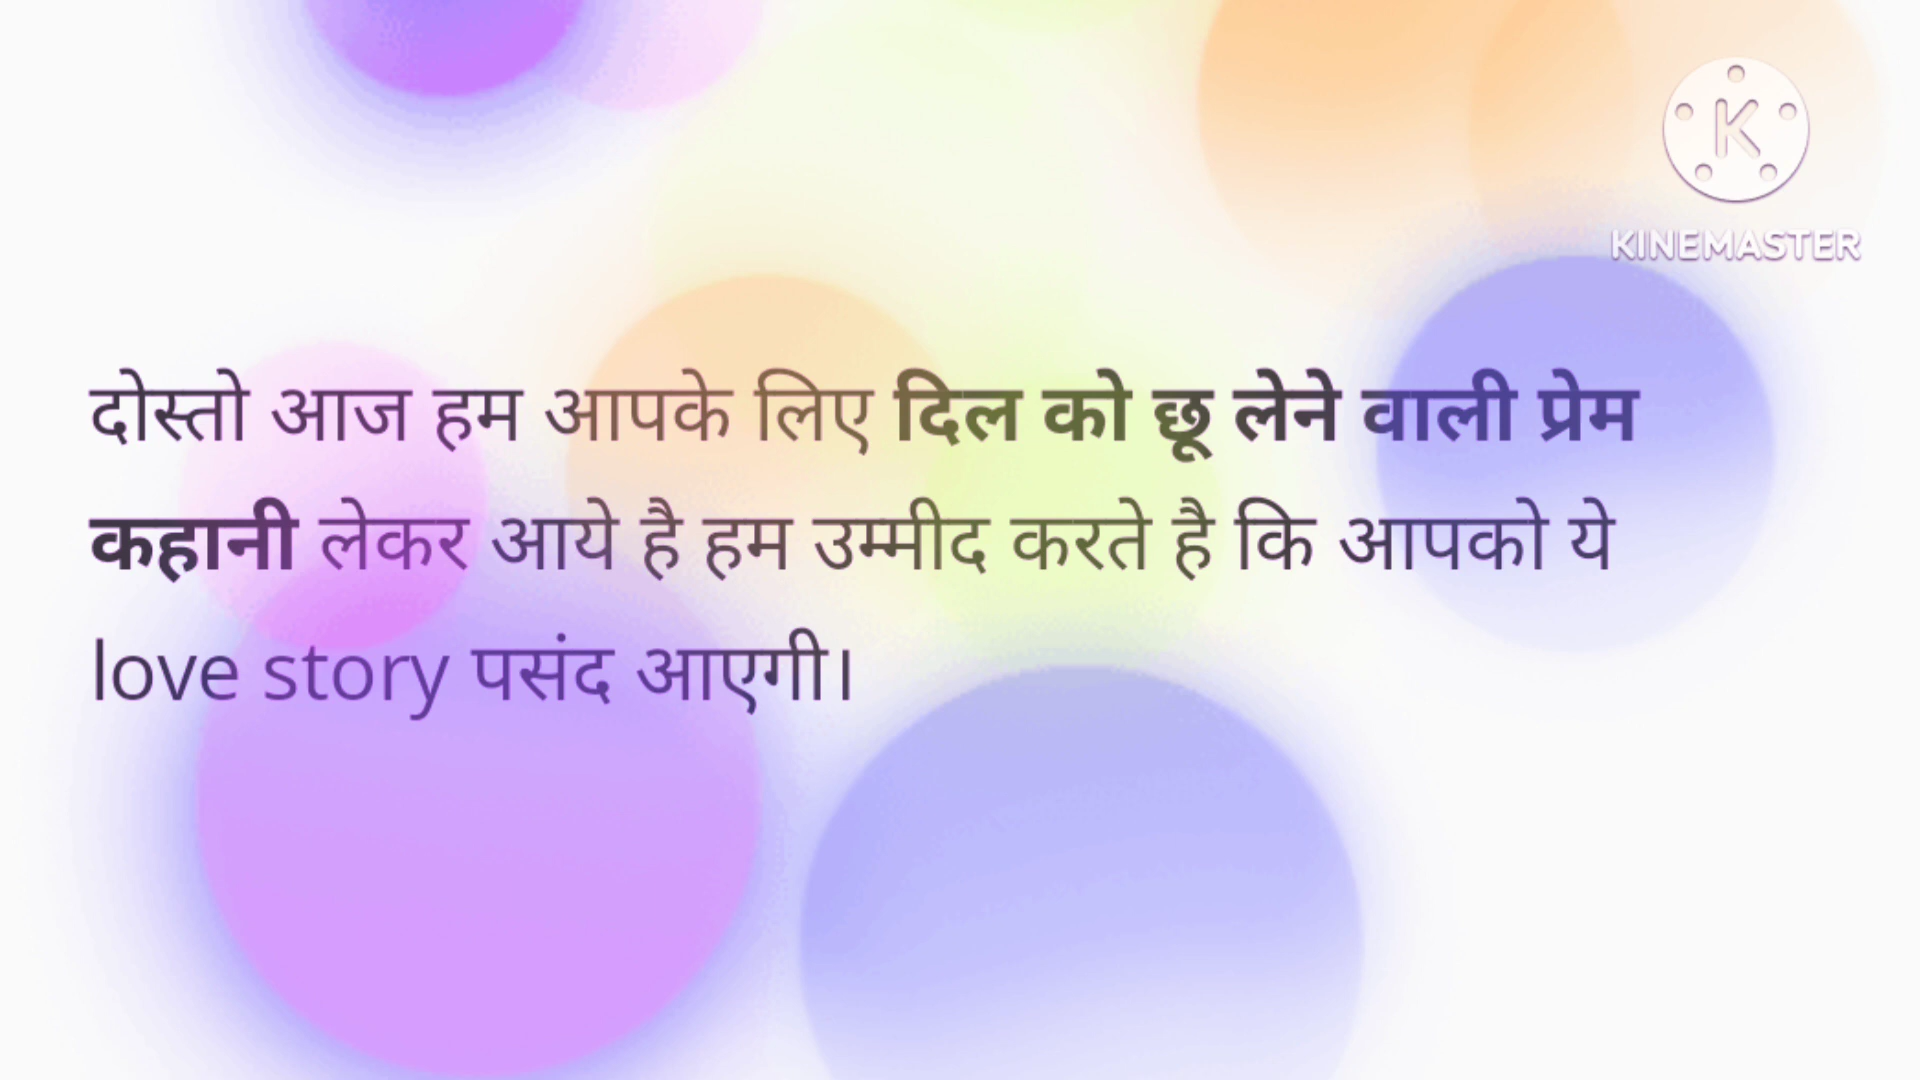 K
KINEMASTER
दोस्तो आज हम आपके लिए दिल को छू लेने वाली प्रेम
कहानी लेकर आये है हम उम्मीद करते है कि आपको ये
love story पसंद आएगी।